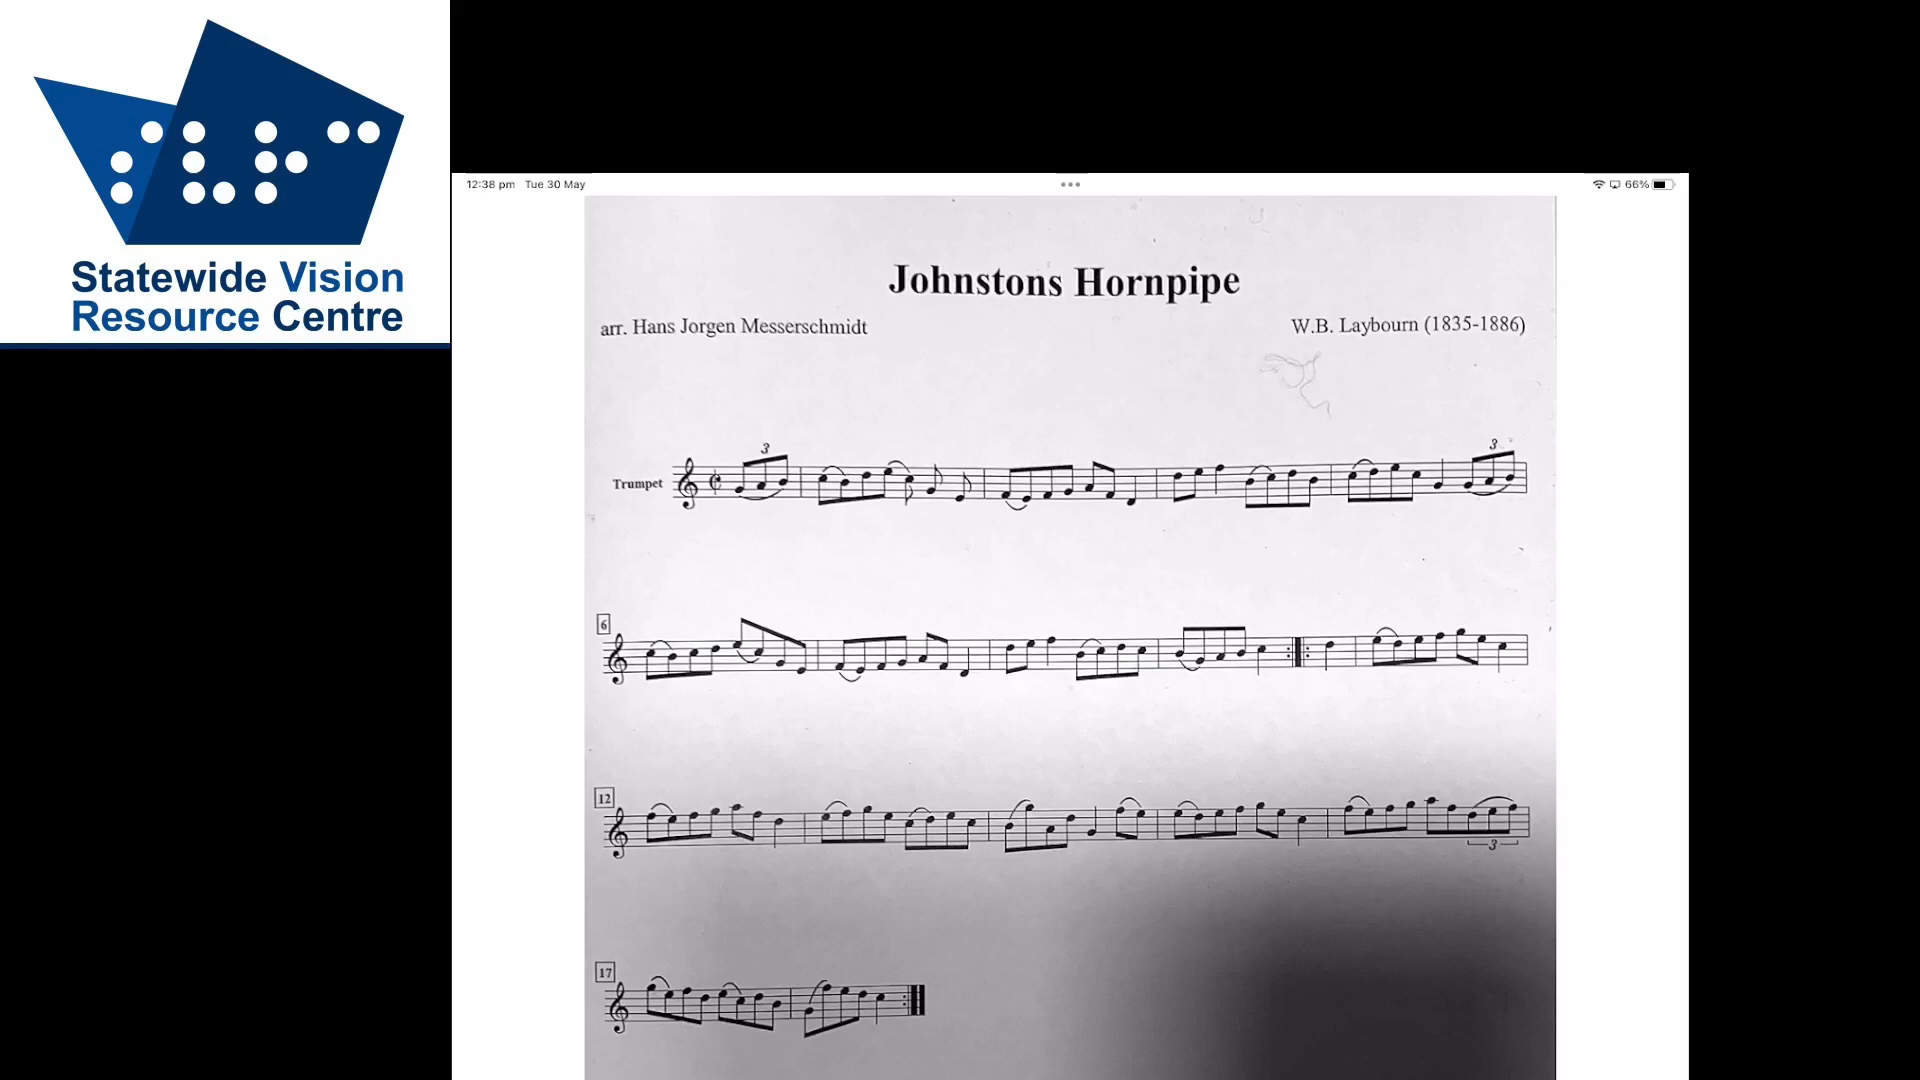 Statewide Vision
Resource Centre
12:38 pm Tue 30 May
66%
Johnstons Hornpipe
arr. Hans Jorgen Messerschmidt
W.B. Laybourn (1835-1886)
3
3
Trumpet
6
12
3
17